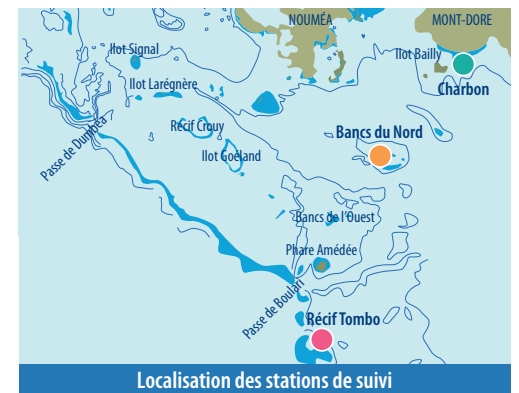 NOUMÉA
MONT-DORE
Ilot Signal
Ilot Bailly
Ilot Larégnère
Charbon
Récif Crouy
Bancs du Nord
Passe de Dumbéa
Ilot Goëland
Bancs de l'Ouest
Phare Amédée
Passe de Boulari
Récif Tombo
Localisation des stations de suivi